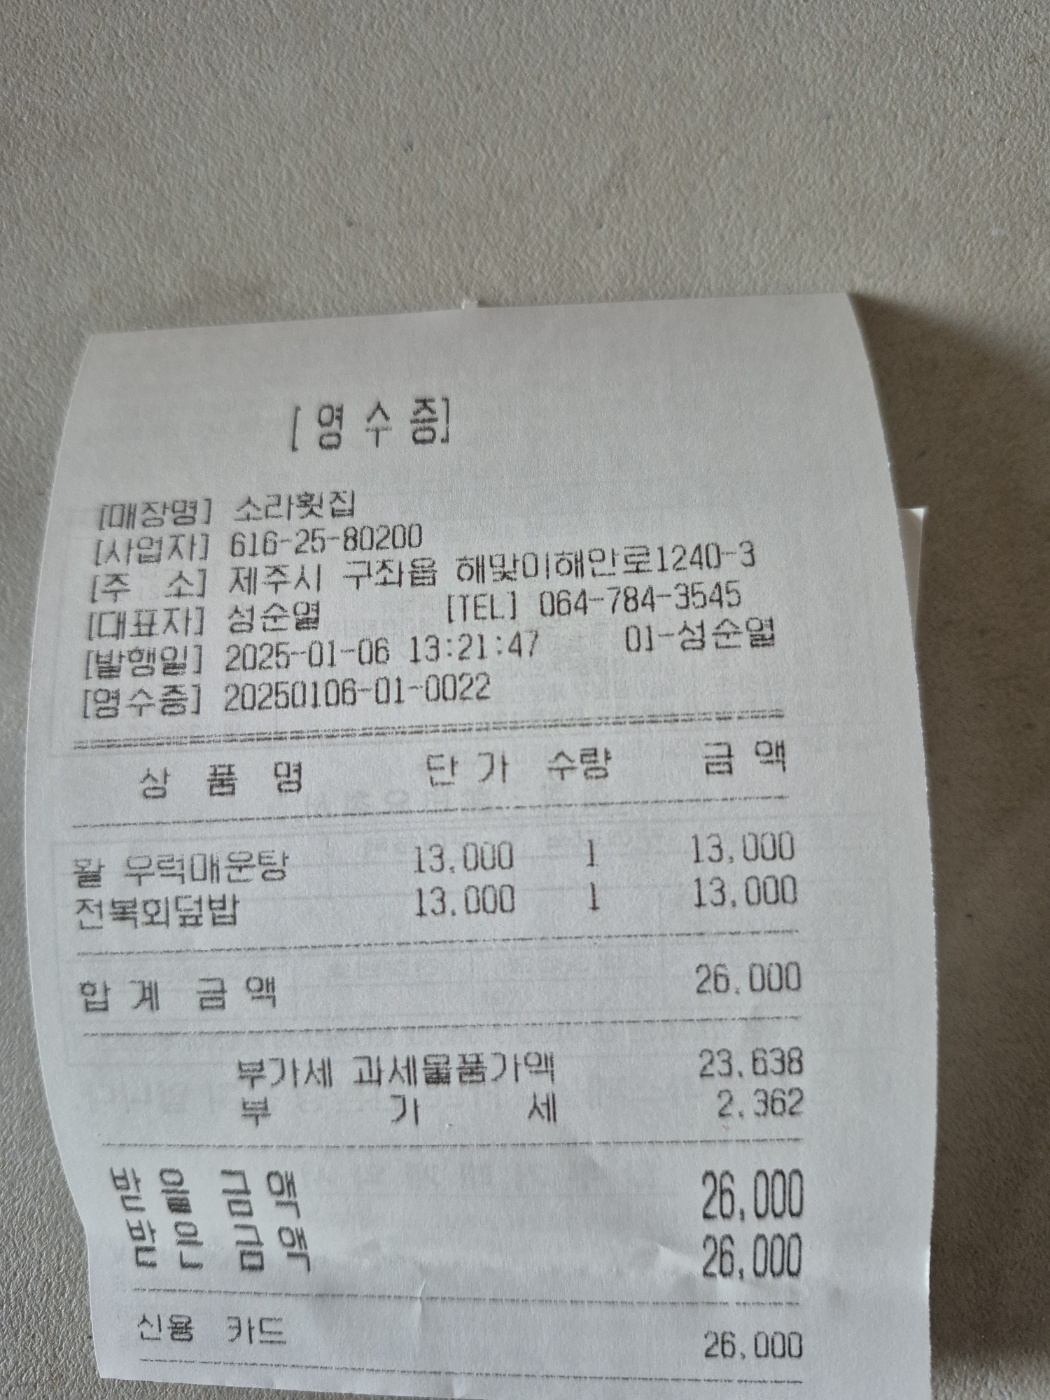 [영 수 증]
[매장명] 소라횟집
[사업자] 616-25-80200
[주 소] 제주시 구좌읍 해맞이해안로1240-3
[대표자] 성순열 [TEL] 064-784-3545
[발행일] 2025-01-06 13:21:47 01-성순열
[영수증] 20250106-01-0022
상 품 명 단 가 수량 금 액
활 우럭매운탕 13,000 1 13,000
전복회덮밥 13,000 1 13,000
합 계 금 액 26,000
부가세 과세물품가액 23,638
부 가 세 2,362
받 을 금 액 26,000
받 은 금 액 26,000
신용 카드 26,000